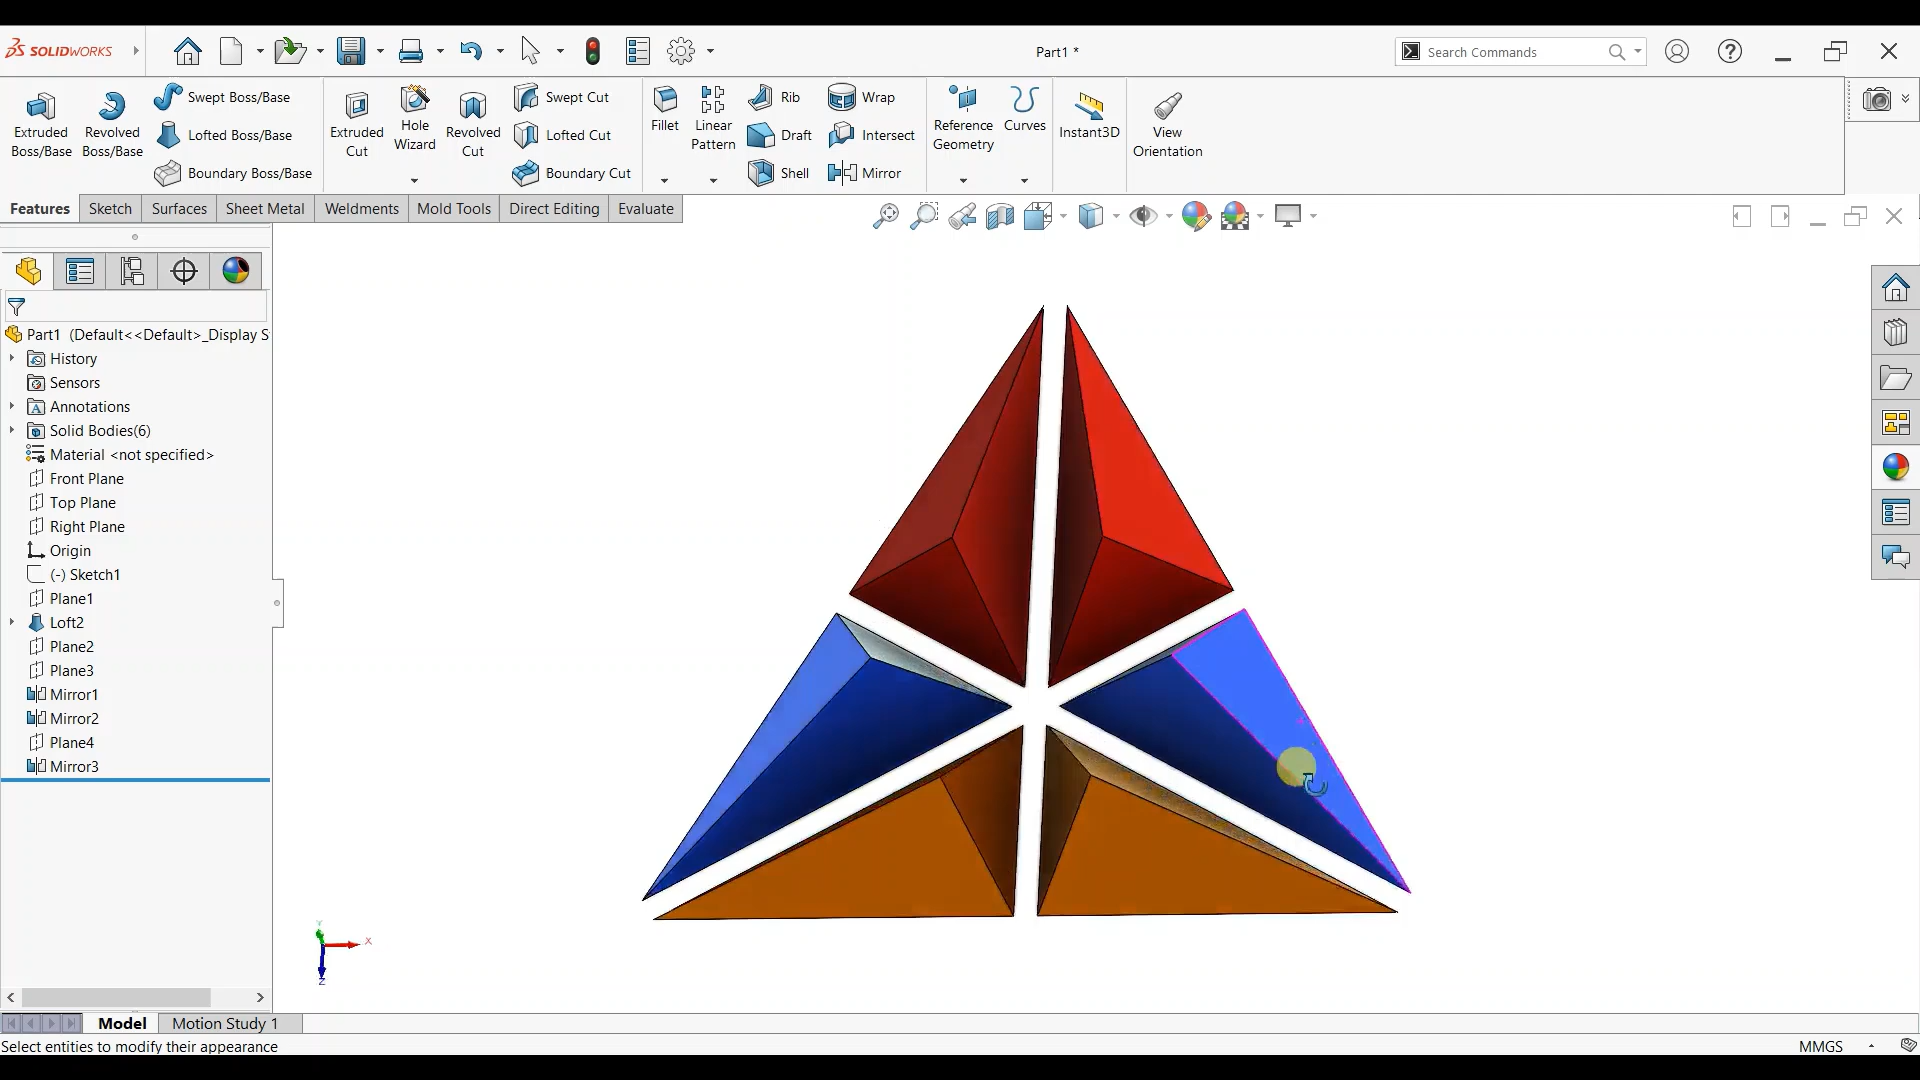 SOLIDWORKS
Part1 *
Search Commands
Extruded Boss/Base
Revolved Boss/Base
Swept Boss/Base
Lofted Boss/Base
Boundary Boss/Base
Extruded Cut
Hole Wizard
Revolved Cut
Swept Cut
Lofted Cut
Boundary Cut
Fillet
Linear Pattern
Rib
Draft
Shell
Wrap
Intersect
Mirror
Reference Geometry
Curves
Instant3D
View Orientation
Features
Sketch
Surfaces
Sheet Metal
Weldments
Mold Tools
Direct Editing
Evaluate
Part1 (Default<<Default>_Display S
History
Sensors
Annotations
Solid Bodies(6)
Material <not specified>
Front Plane
Top Plane
Right Plane
Origin
(-) Sketch1
Plane1
Loft2
Plane2
Plane3
Mirror1
Mirror2
Plane4
Mirror3
Y
X
Z
Model
Motion Study 1
Select entities to modify their appearance
MMGS